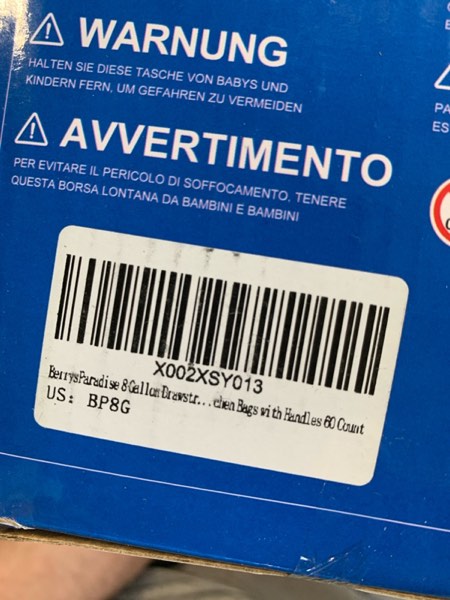 WARNUNG
HALTEN SIE DIESE TASCHE VON BABYS UND
KINDERN FERN, UM GEFAHREN ZU VERMEIDEN
AVVERTIMENTO
PER EVITARE IL PERICOLO DI SOFFOCAMENTO. TENERE
QUESTA BORSA LONTANA DA BAMBINI E BAMBINI
PA
ES
X002XSY013
BerrysParadise 8 Gallon Drawstr...chen Bags with Handles 60 Count
US: BP8G